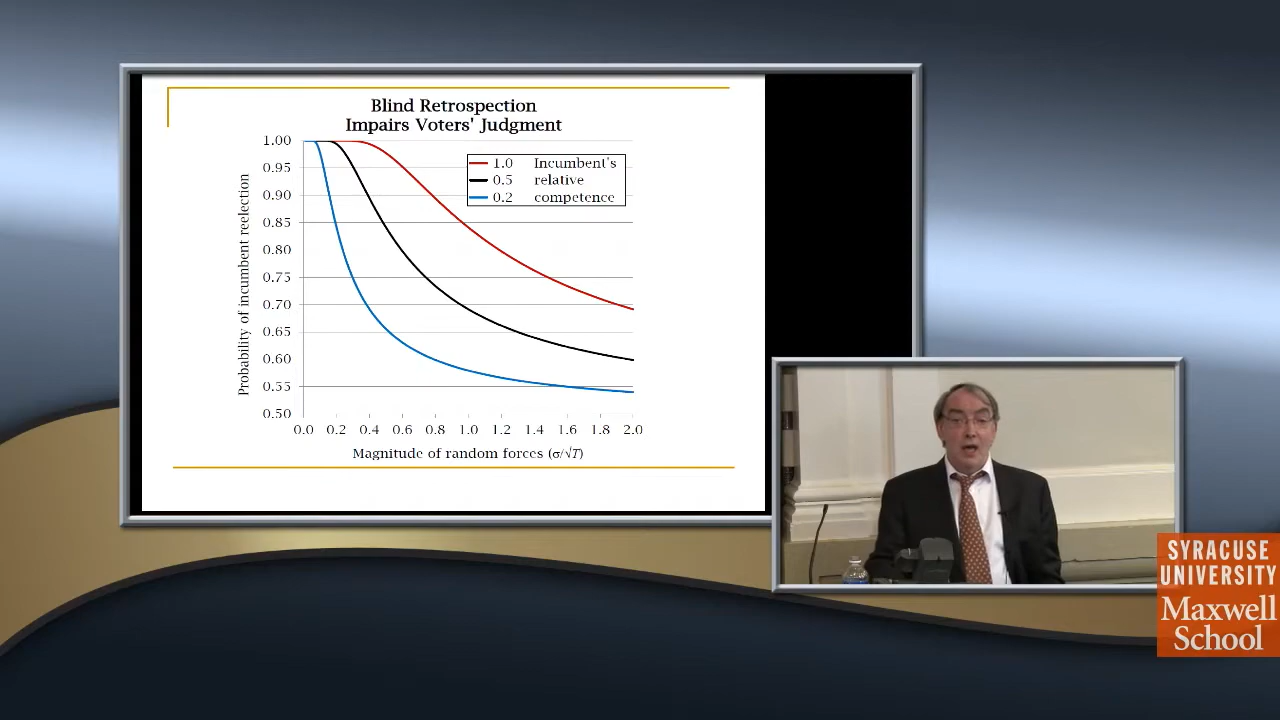 Blind Retrospection
Impairs Voters' Judgment
1.00
0.95
0.90
0.85
0.80
0.75
0.70
0.65
0.60
0.55
0.50
Probability of incumbent reelection
1.0 Incumbent's
0.5 relative
0.2 competence
0.0 0.2 0.4 0.6 0.8 1.0 1.2 1.4 1.6 1.8 2.0
Magnitude of random forces (σ/√T)
SYRACUSE
UNIVERSITY
Maxwell
School